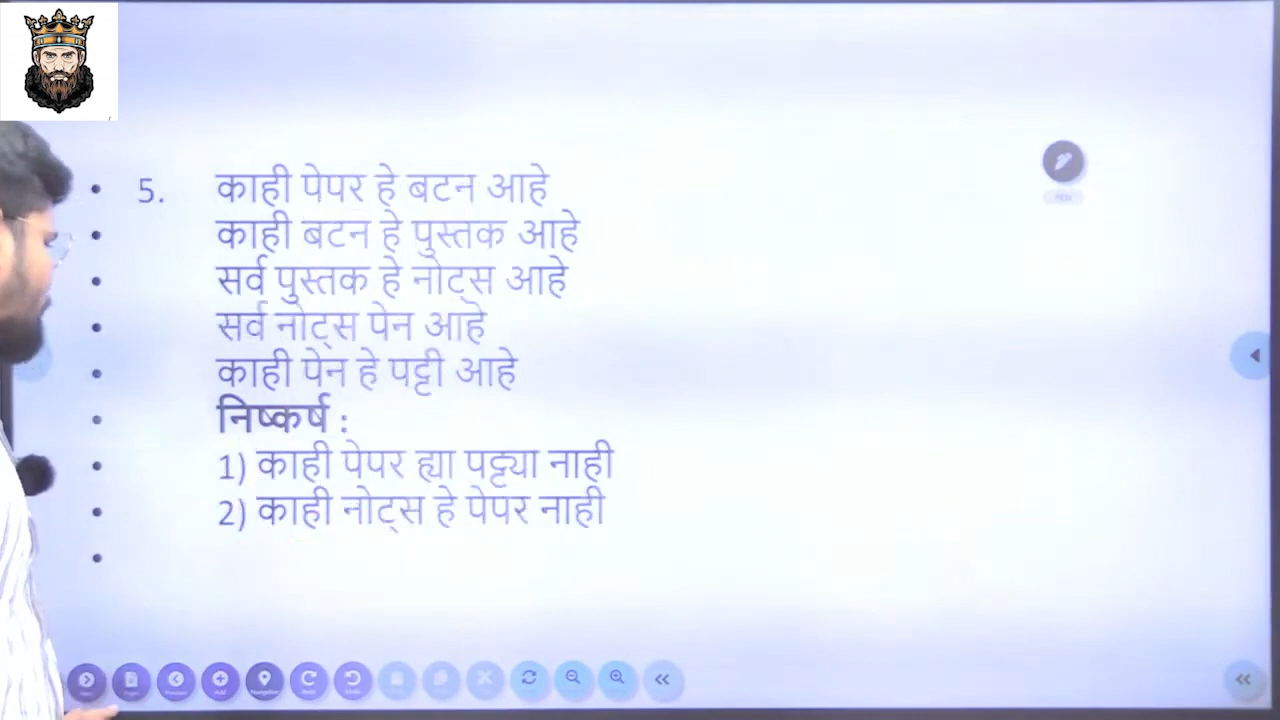 5. काही पेपर हे बटन आहे
काही बटन हे पुस्तक आहे
सर्व पुस्तक हे नोट्स आहे
सर्व नोट्स पेन आहे
काही पेन हे पट्टी आहे
निष्कर्ष :
1) काही पेपर ह्या पट्ट्या नाही
2) काही नोट्स हे पेपर नाही